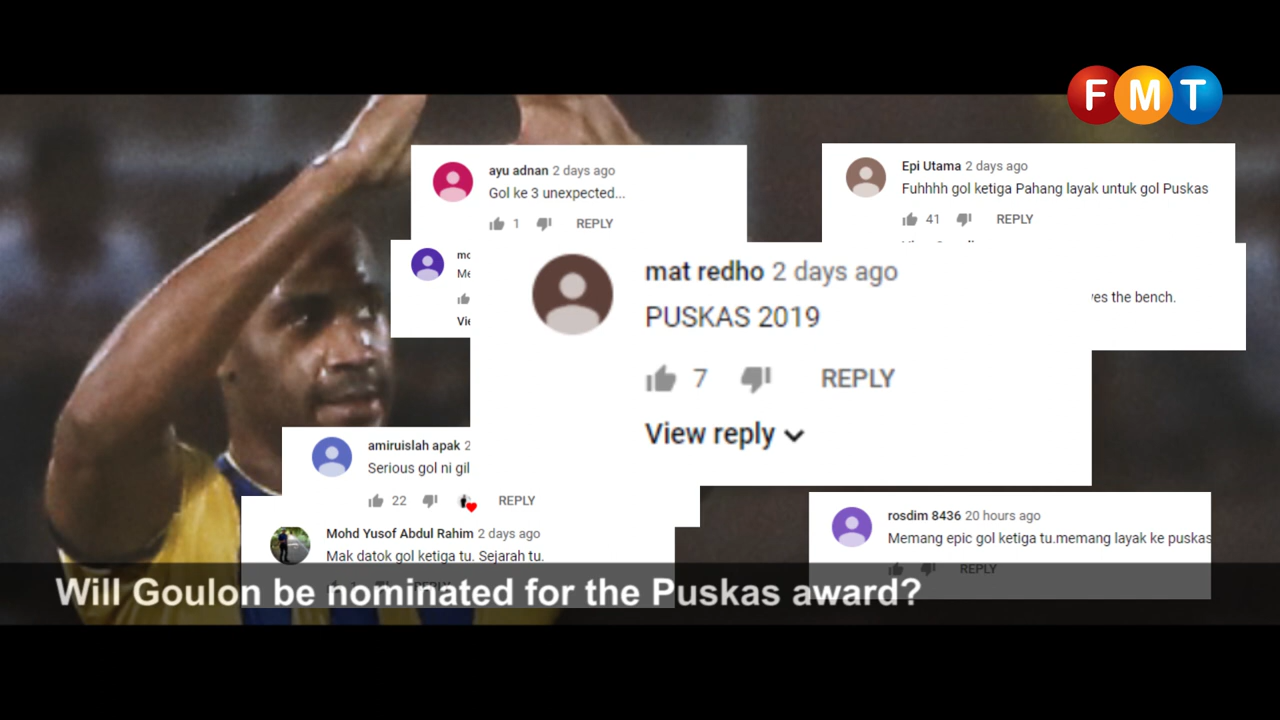 FMT
ayu adnan 2 days ago
Gol ke 3 unexpected...
1 REPLY
Epi Utama 2 days ago
Fuhhhh gol ketiga Pahang layak untuk gol Puskas
41 REPLY
mat redho 2 days ago
PUSKAS 2019
7 REPLY
View reply
the bench.
amiruislah apak 2
Serious gol ni
22 REPLY
Mohd Yusof Abdul Rahim 2 days ago
Mak datok gol ketiga tu. Sejarah tu.
REPLY
rosdim 8436 20 hours ago
Memang epic gol ketiga tu.memang layak ke puskas
REPLY
Will Goulon be nominated for the Puskas award?